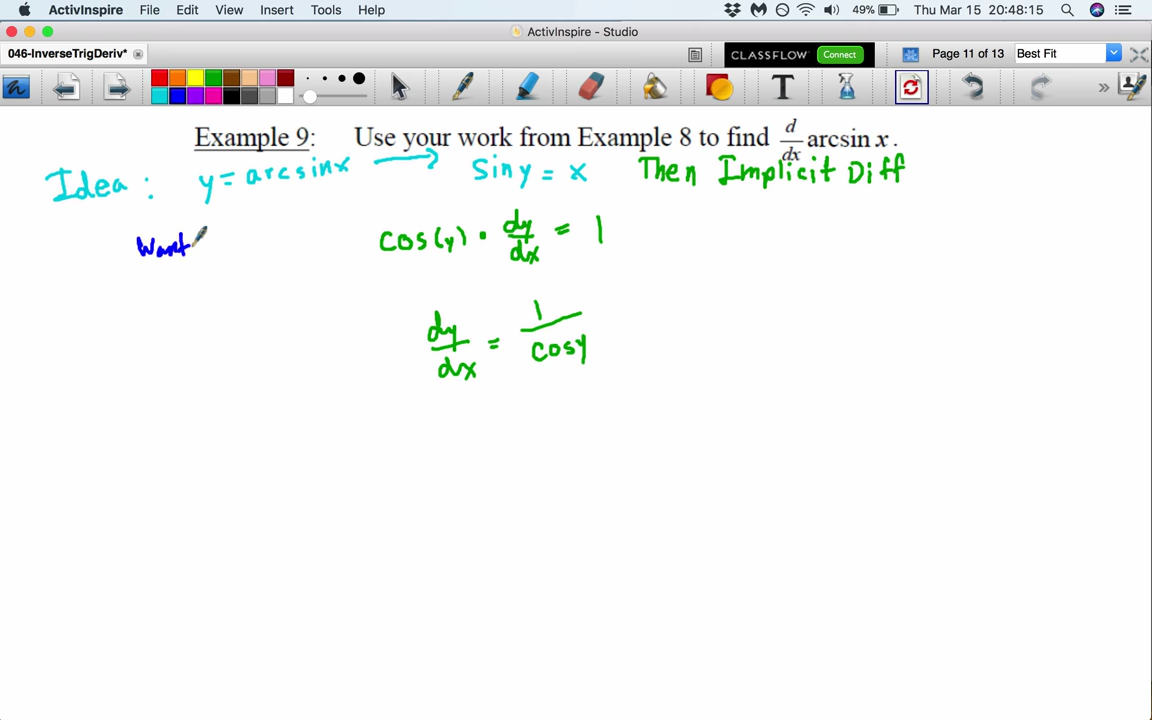 ActivInspire File Edit View Insert Tools Help 49% Thu Mar 15 20:48:15
ActivInspire - Studio
046-InverseTrigDeriv* CLASSFLOW Connect Page 11 of 13 Best Fit
T »
Example 9: Use your work from Example 8 to find d/dx arcsin x.
Idea: y = arcsinx → Siny = x Then Implicit Diff
Want cos(y) · dy/dx = 1
dy/dx = 1/cosy